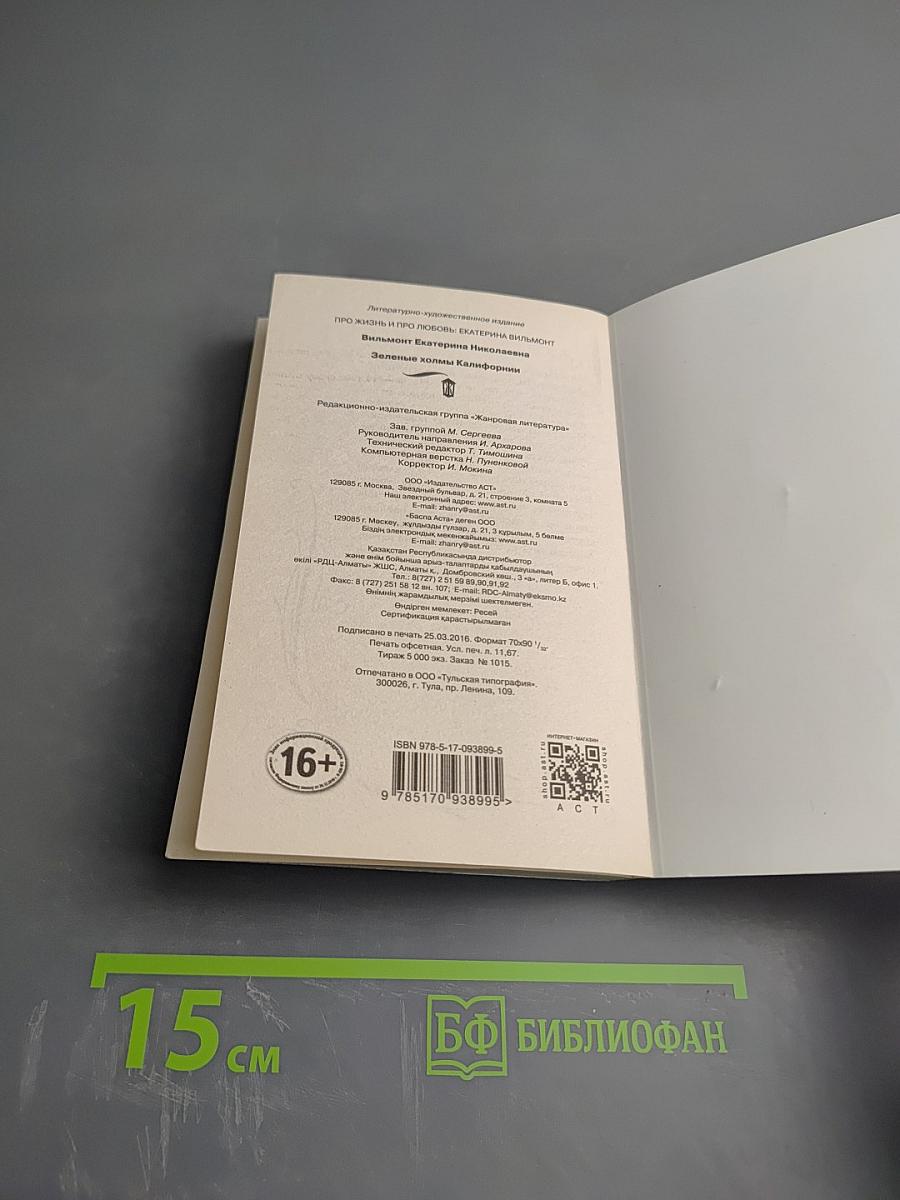 Литературно-художественное издание
ПРО ЖИЗНЬ И ПРО ЛЮБОВЬ: ЕКАТЕРИНА ВИЛЬМОНТ
Вильмонт Екатерина Николаевна
Зеленые холмы Калифорнии
Редакционно-издательская группа «Жанровая литература»
Зав. группой М. Сергеева
Руководитель направления И. Архарова
Технический редактор Т. Тимошина
Компьютерная верстка Н. Пуненковой
Корректор И. Мокина
ООО «Издательство АСТ»
129085 г. Москва, Звездный бульвар, д. 21, строение 3, комната 5
Наш электронный адрес: www.ast.ru
E-mail: zhanry@ast.ru
«Баспа Аста» деген ООО
129085 г. Мәскеу, жұлдызды гүлзар, д. 21, 3 құрылым, 5 бөлме
Біздің электрондық мекенжайымыз: www.ast.ru
E-mail: zhanry@ast.ru
Қазақстан Республикасында дистрибьютор
және өнім бойынша арыз-талаптарды қабылдаушының
өкілі «РДЦ-Алматы» ЖШС, Алматы қ., Домбровский көш., 3 «а», литер Б, офис 1.
Тел.: 8(727) 2 51 59 89,90,91,92
Факс: 8 (727) 251 58 12 вн. 107; E-mail: RDC-Almaty@eksmo.kz
Өнімнің жарамдылық мерзімі шектелмеген.
Өндірген мемлекет: Ресей
Сертификация қарастырылмаған
Подписано в печать 25.03.2016. Формат 70x90 1/32.
Печать офсетная. Усл. печ. л. 11,67.
Тираж 5 000 экз. Заказ № 1015.
Отпечатано в ООО «Тульская типография».
300026, г. Тула, пр. Ленина, 109.
16+
ISBN 978-5-17-093899-5
9 785170 938995 >
ИНТЕРНЕТ-МАГАЗИН
shop.ast.ru
shop.ast.ru
А С Т
15 см
БФ БИБЛИОФАН